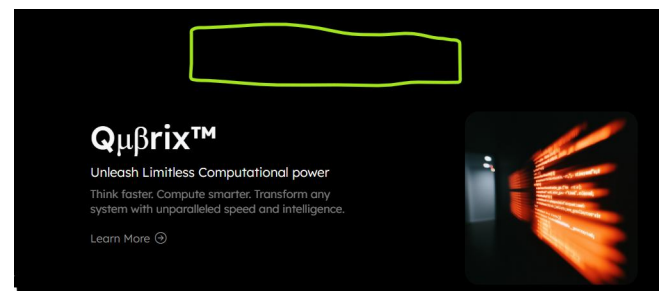 Qμβrix™
Unleash Limitless Computational power
Think faster. Compute smarter. Transform any
system with unparalleled speed and intelligence.
Learn More